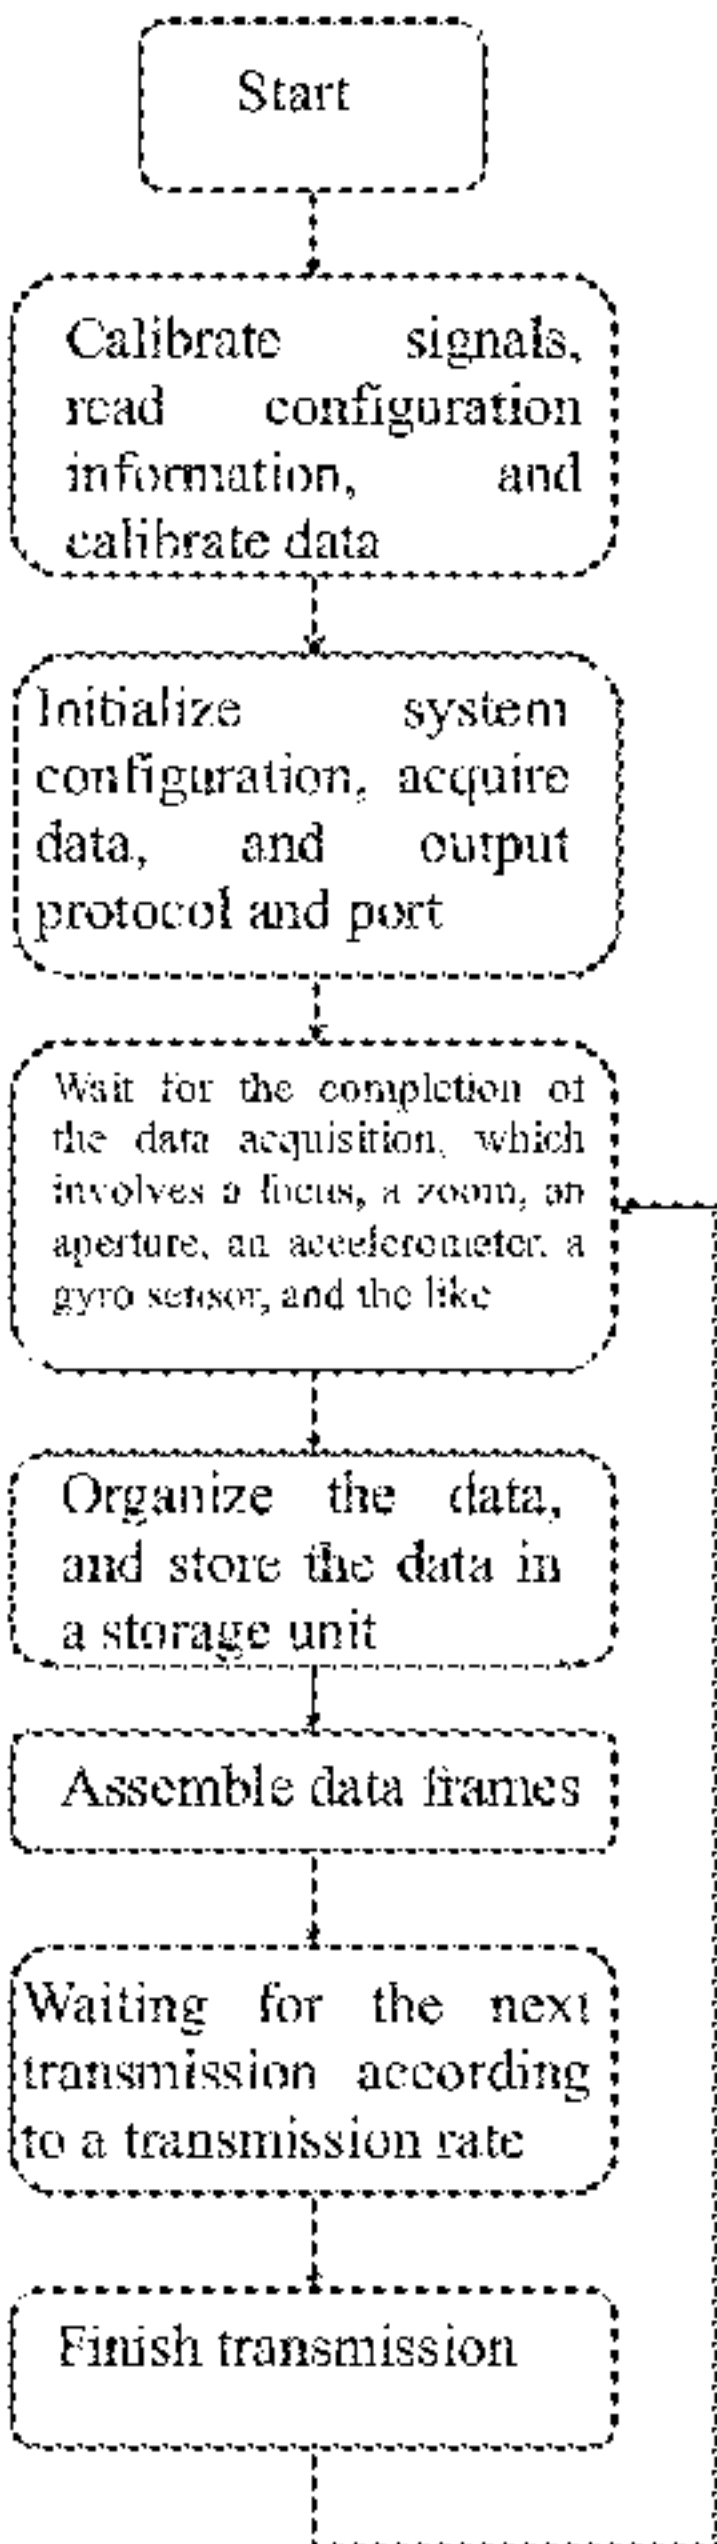 Start
Calibrate signals,
read configuration
information, and
calibrate data
Initialize system
configuration, acquire
data, and output
protocol and port
Wait for the completion of
the data acquisition, which
involves a focus, a zoom, an
aperture, an accelerometer, a
gyro sensor, and the like
Organize the data,
and store the data in
a storage unit
Assemble data frames
Waiting for the next
transmission according
to a transmission rate
Finish transmission